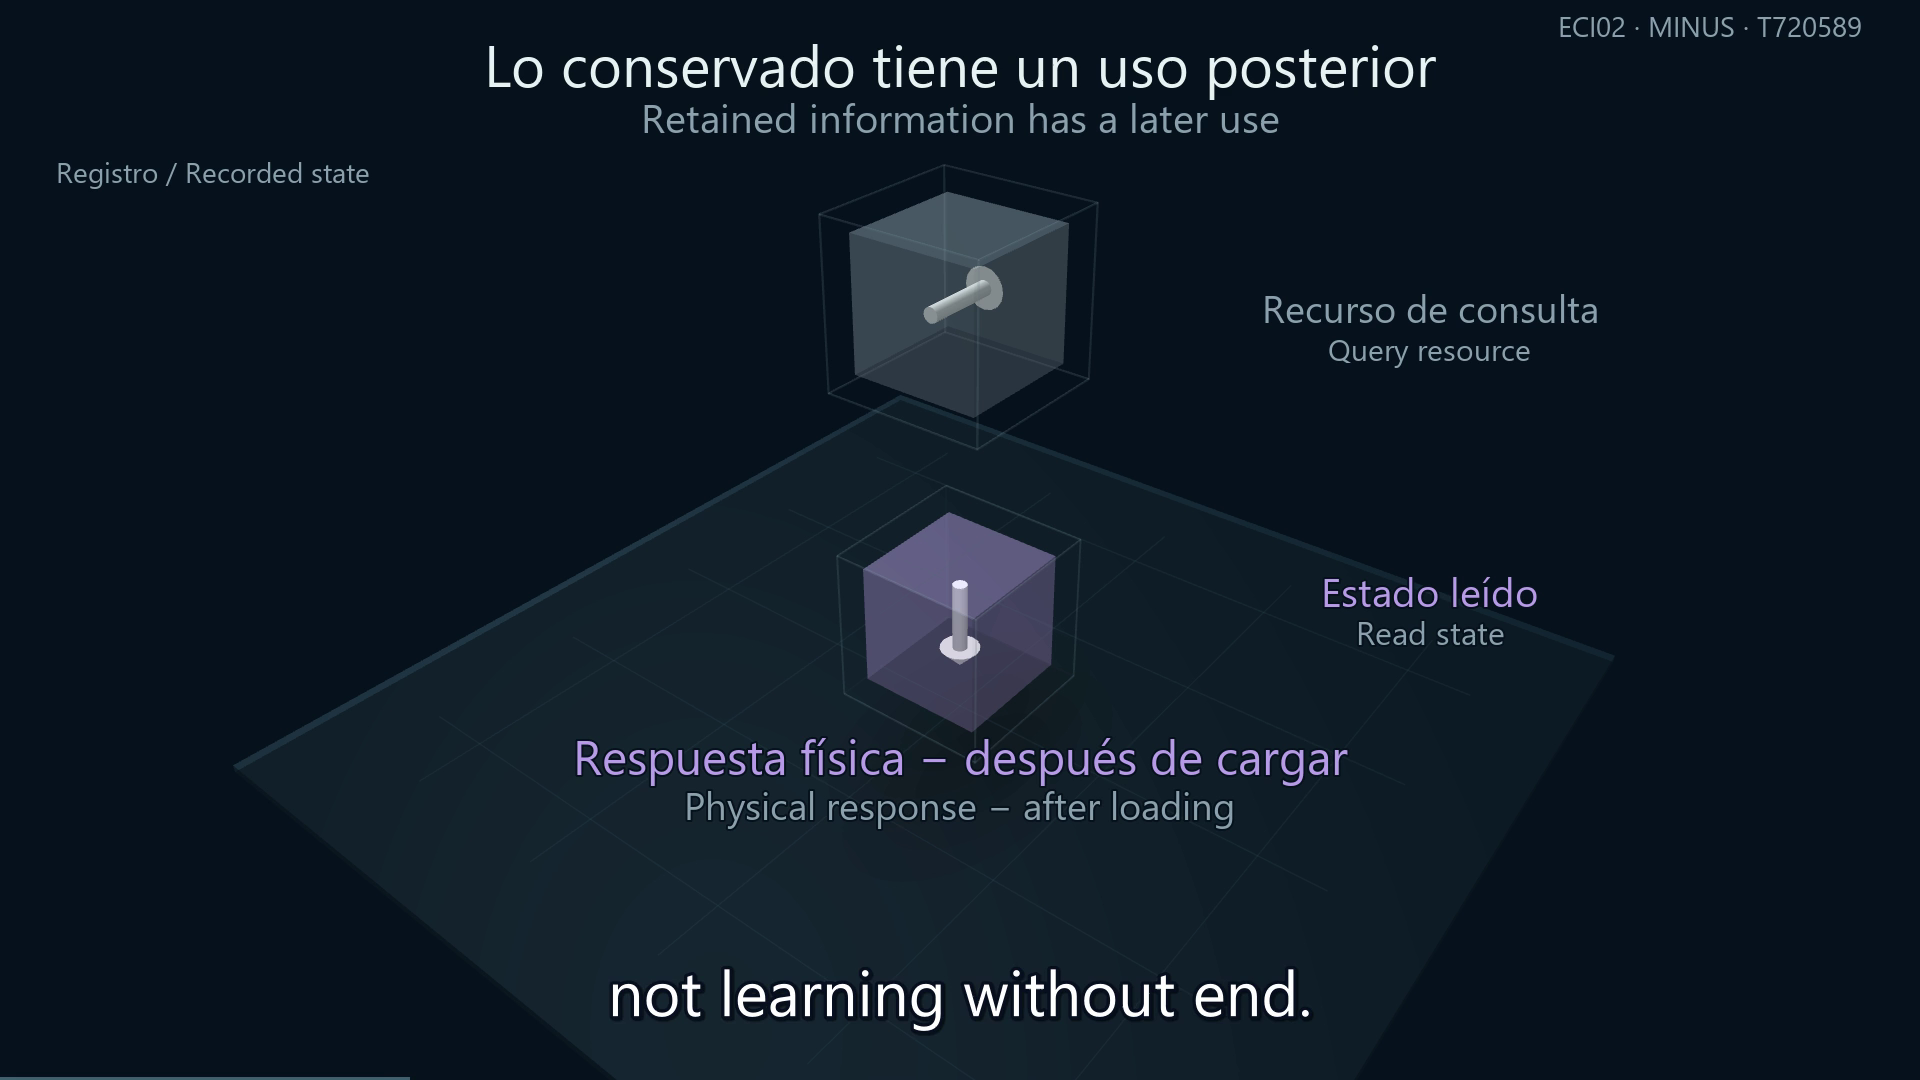 ECI02 · MINUS · T720589
Lo conservado tiene un uso posterior
Retained information has a later use
Registro / Recorded state
Recurso de consulta
Query resource
Estado leído
Read state
Respuesta física – después de cargar
Physical response – after loading
not learning without end.